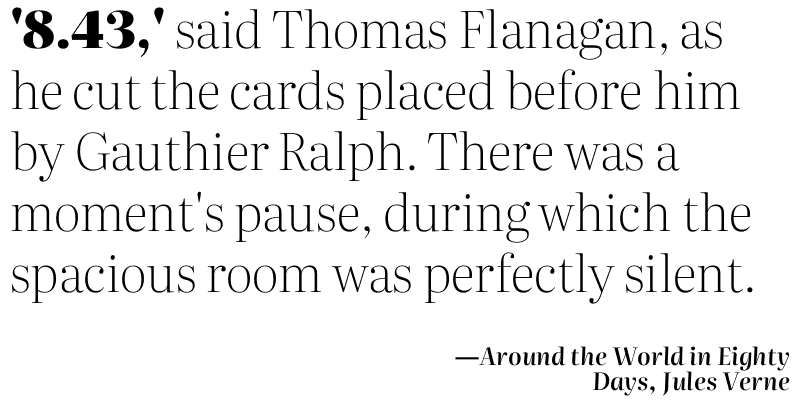 '8.43,' said Thomas Flanagan, as
he cut the cards placed before him
by Gauthier Ralph. There was a
moment's pause, during which the
spacious room was perfectly silent.
—Around the World in Eighty
Days, Jules Verne